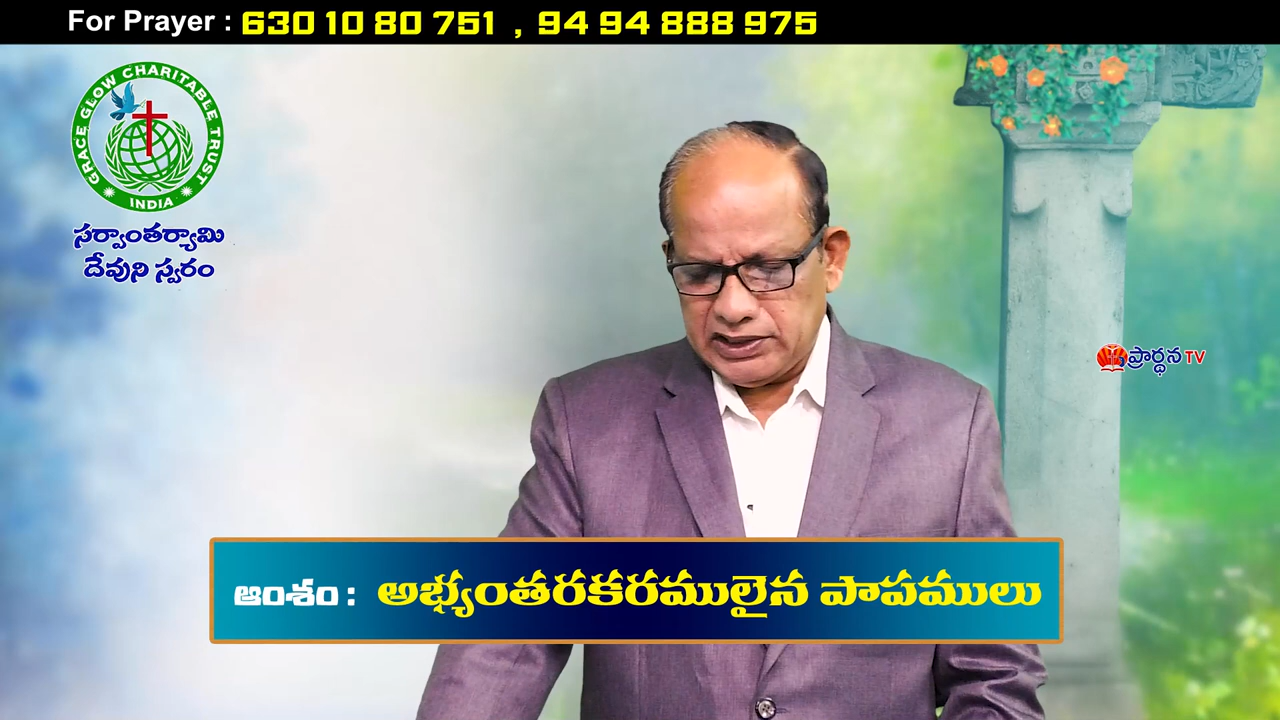 For Prayer : 630 10 80 751 , 94 94 888 975
GRACE GLOW CHARITABLE TRUST
INDIA
సర్వాంతర్యామి
దేవుని స్వరం
ప్రార్థన TV
అంశం : అభ్యంతరకరములైన పాపములు